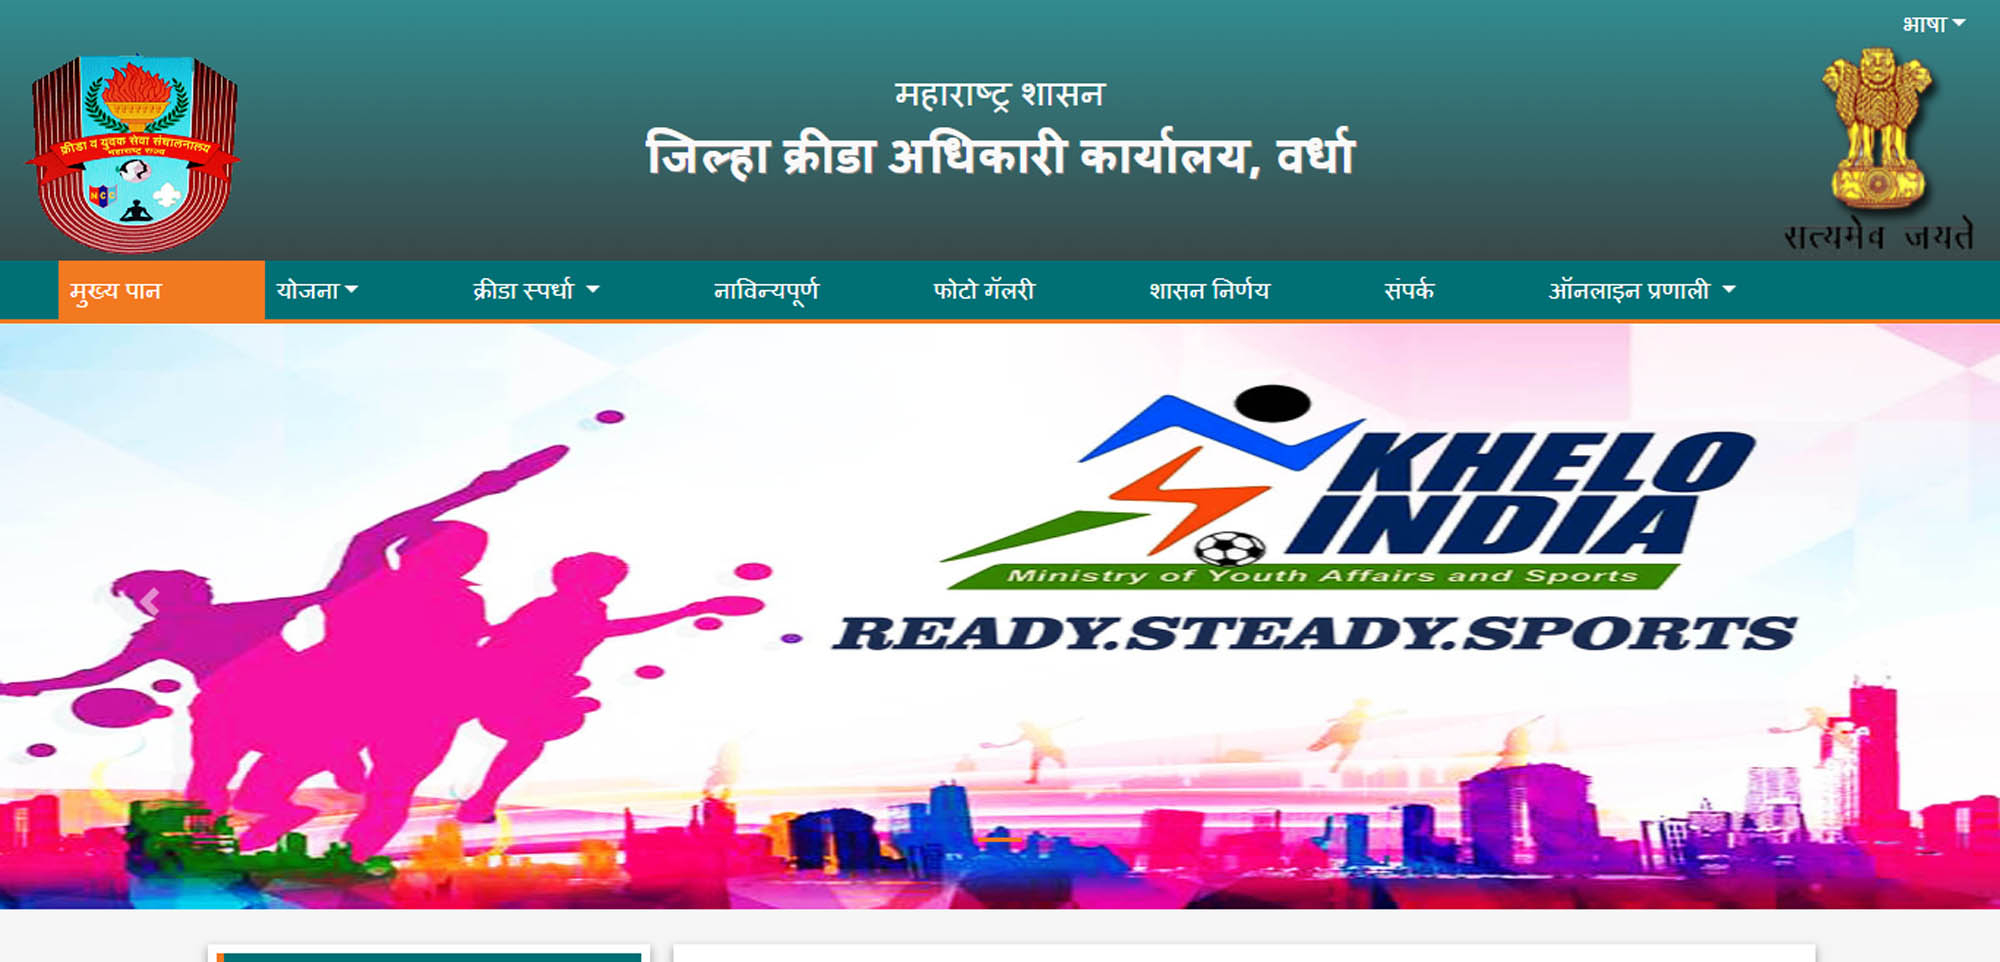 भाषा
महाराष्ट्र शासन
जिल्हा क्रीडा अधिकारी कार्यालय, वर्धा
क्रीडा व युवक सेवा संचालनालय
महाराष्ट्र राज्य
NCC
सत्यमेव जयते
मुख्य पान योजना क्रीडा स्पर्धा नाविन्यपूर्ण फोटो गॅलरी शासन निर्णय संपर्क ऑनलाइन प्रणाली
KHELO
INDIA
Ministry of Youth Affairs and Sports
READY.STEADY.SPORTS